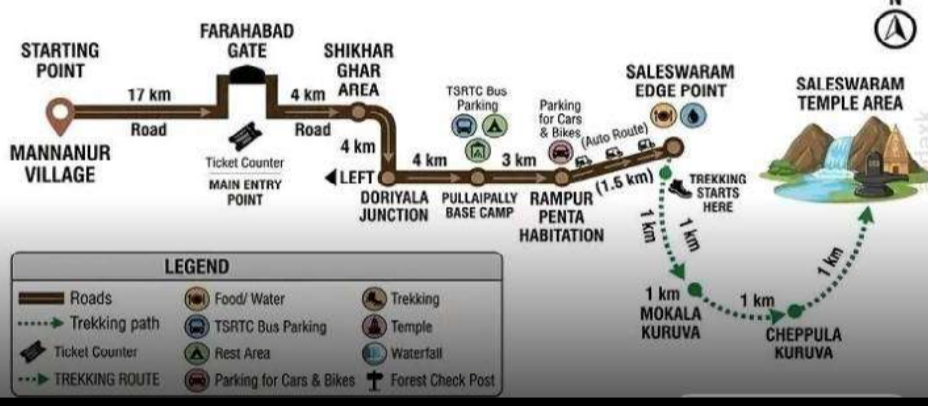 N
STARTING
POINT
MANNANUR
VILLAGE
17 km
Road
FARAHABAD
GATE
Ticket Counter
MAIN ENTRY
POINT
4 km
Road
SHIKHAR
GHAR
AREA
4 km
LEFT
DORIYALA
JUNCTION
4 km
TSRTC Bus
Parking
PULLAIPALLY
BASE CAMP
3 km
Parking
for Cars
& Bikes
RAMPUR
PENTA
HABITATION
(Auto Route)
(1.5 km)
SALESWARAM
EDGE POINT
TREKKING
STARTS
HERE
1 km
1 km
1 km
MOKALA
KURUVA
1 km
CHEPPULA
KURUVA
1 km
SALESWARAM
TEMPLE AREA
LEGEND
Roads
Trekking path
Ticket Counter
TREKKING ROUTE
Food/ Water
TSRTC Bus Parking
Rest Area
Parking for Cars & Bikes
Trekking
Temple
Waterfall
Forest Check Post